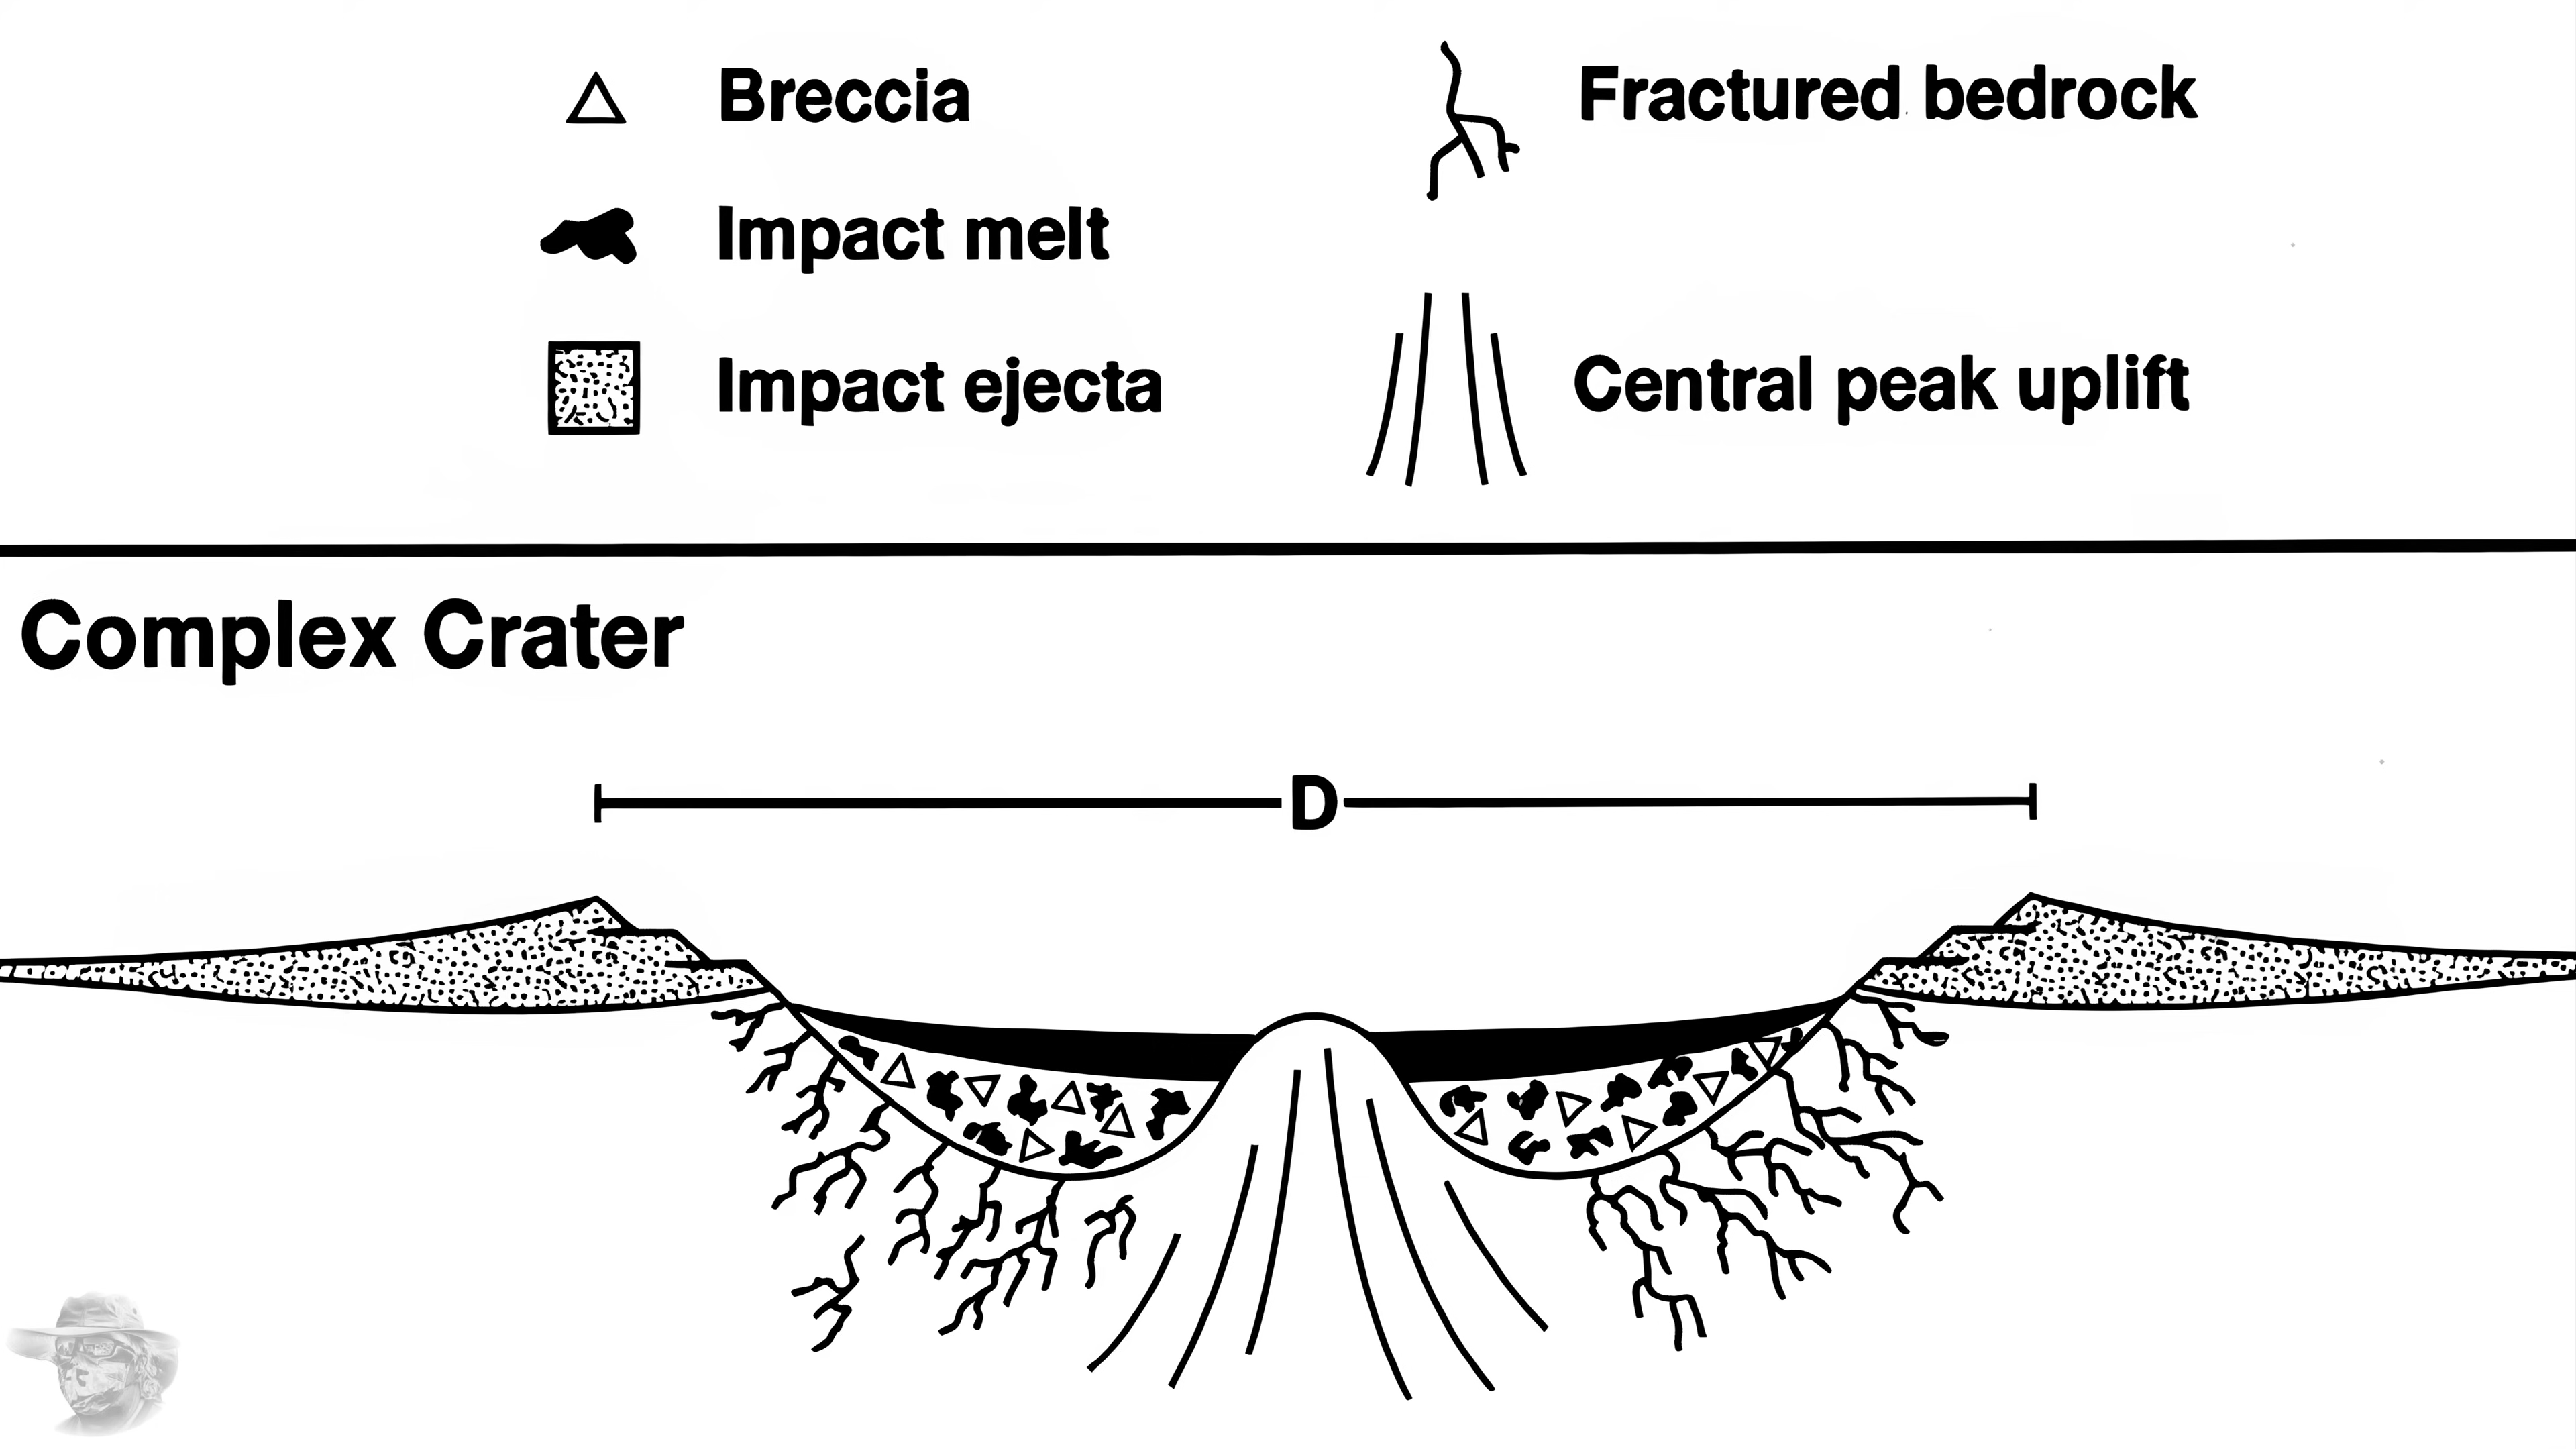 Breccia
Fractured bedrock
Impact melt
Impact ejecta
Central peak uplift
Complex Crater
D